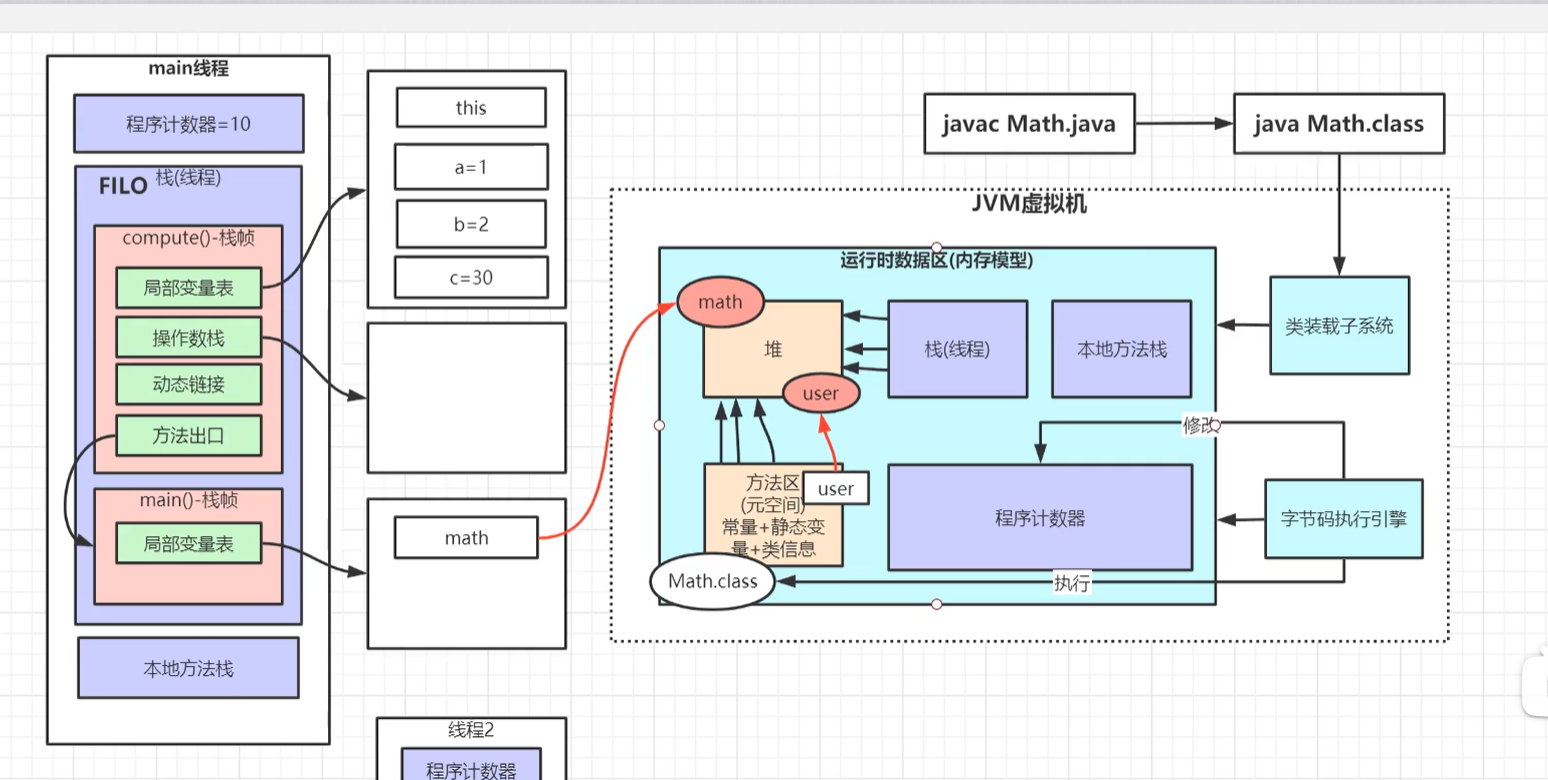 main线程
程序计数器=10
FILO
栈(线程)
compute()-栈帧
局部变量表
操作数栈
动态链接
方法出口
main()-栈帧
局部变量表
本地方法栈
this
a=1
b=2
c=30
math
线程2
程序计数器
javac Math.java
java Math.class
JVM虚拟机
运行时数据区(内存模型)
math
堆
user
栈(线程)
本地方法栈
类装载子系统
修改
方法区
(元空间)
常量+静态变
量+类信息
user
程序计数器
字节码执行引擎
Math.class
执行